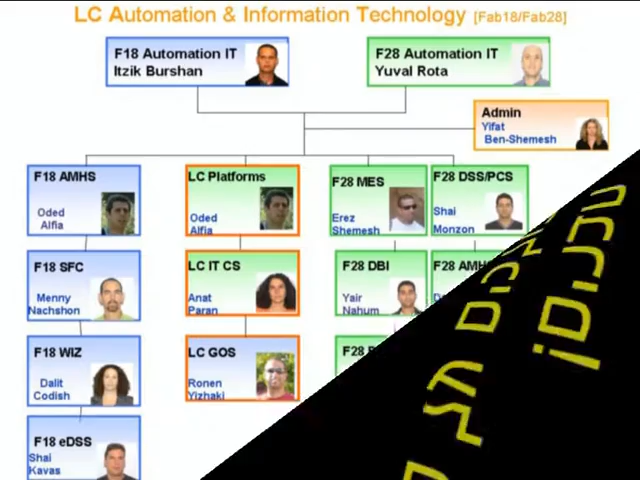 LC Automation & Information Technology [Fab18/Fab28]
F18 Automation IT
Itzik Burshan
F28 Automation IT
Yuval Rota
Admin
Yifat
Ben-Shemesh
F18 AMHS
Oded
Alfia
LC Platforms
Oded
Alfia
F28 MES
Erez
Shemesh
F28 DSS/PCS
Shai
Monzon
F18 SFC
Menny
Nachshon
LC IT CS
Anat
Paran
F28 DBI
Yair
Nahum
F28
F18 WIZ
Dalit
Codish
LC GOS
Ronen
Yizhaki
F28
F18 eDSS
Shai
Kavas